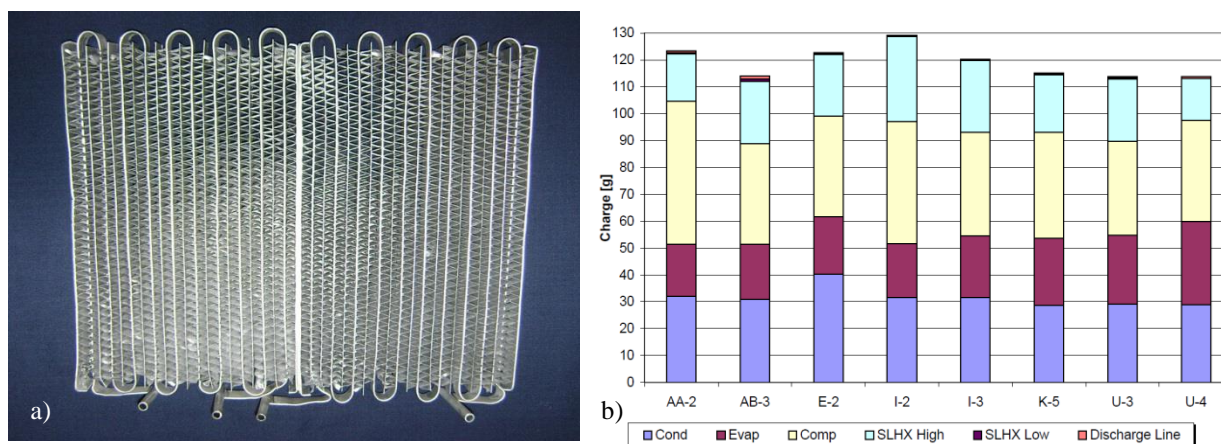 a)
b)
Charge [g]
130
120
110
100
90
80
70
60
50
40
30
20
10
0
AA-2 AB-3 E-2 I-2 I-3 K-5 U-3 U-4
Cond Evap Comp SLHX High SLHX Low Discharge Line